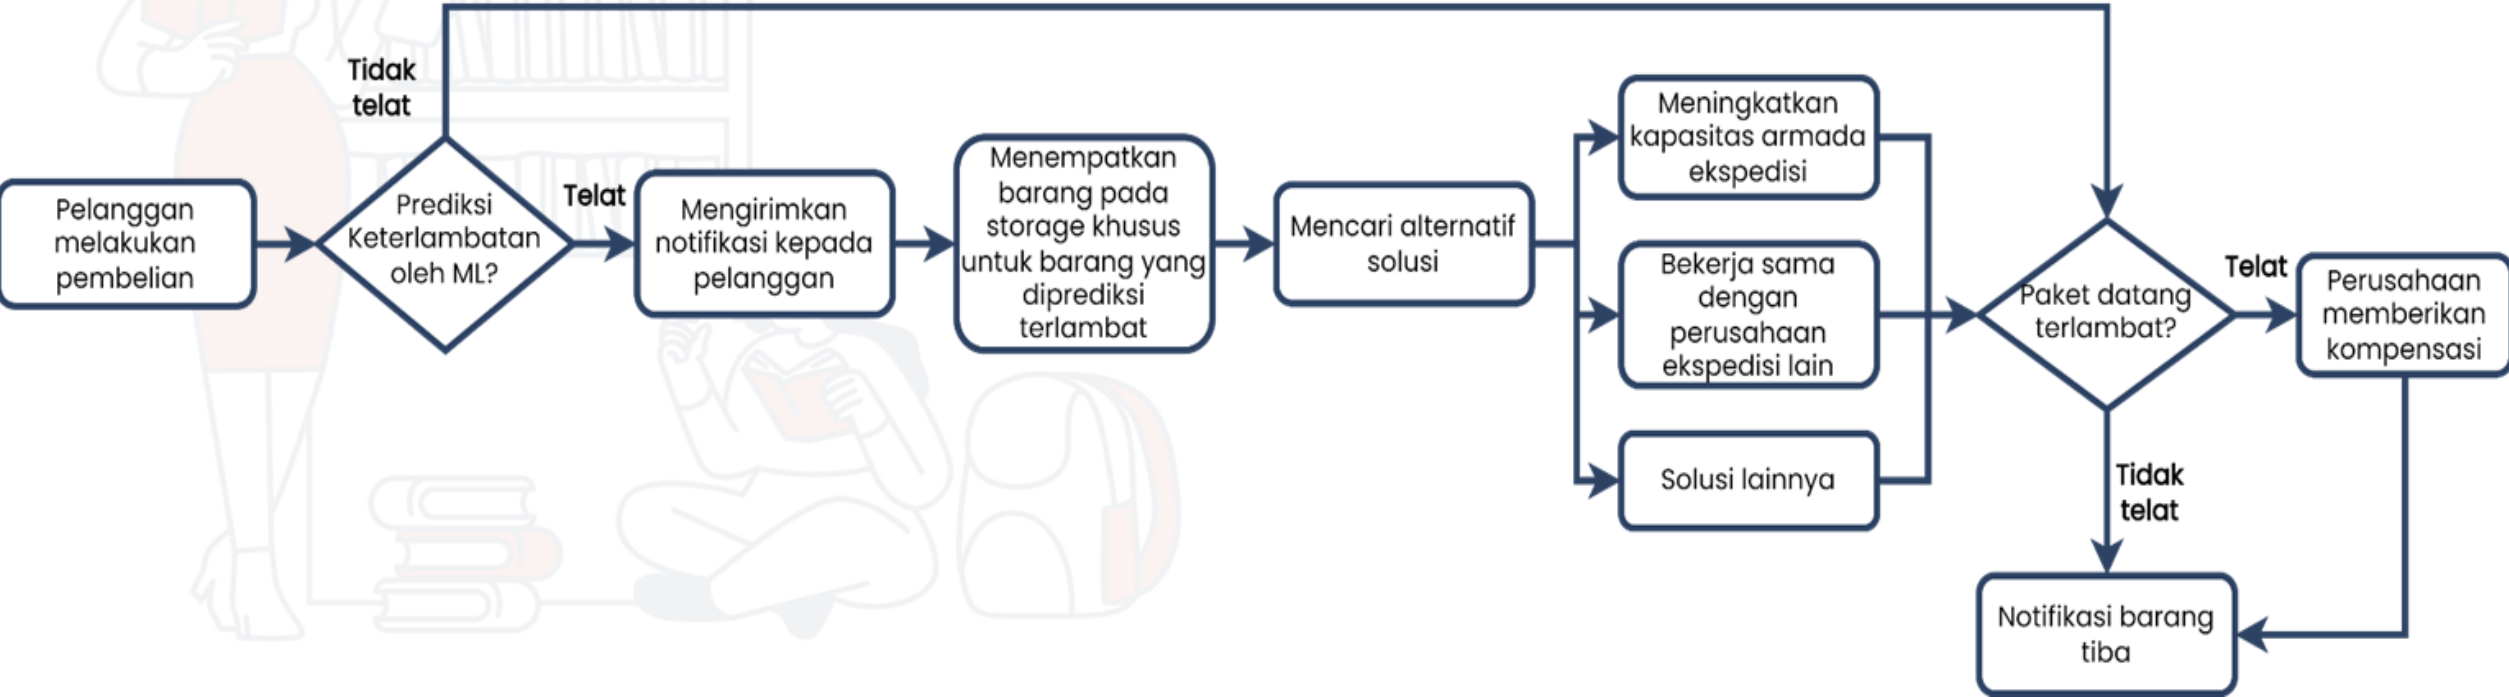 Tidak
telat
Pelanggan
melakukan
pembelian
Prediksi
Keterlambatan
oleh ML?
Telat
Mengirimkan
notifikasi kepada
pelanggan
Menempatkan
barang pada
storage khusus
untuk barang yang
diprediksi
terlambat
Mencari alternatif
solusi
Meningkatkan
kapasitas armada
ekspedisi
Bekerja sama
dengan
perusahaan
ekspedisi lain
Solusi lainnya
Paket datang
terlambat?
Telat
Perusahaan
memberikan
kompensasi
Tidak
telat
Notifikasi barang
tiba